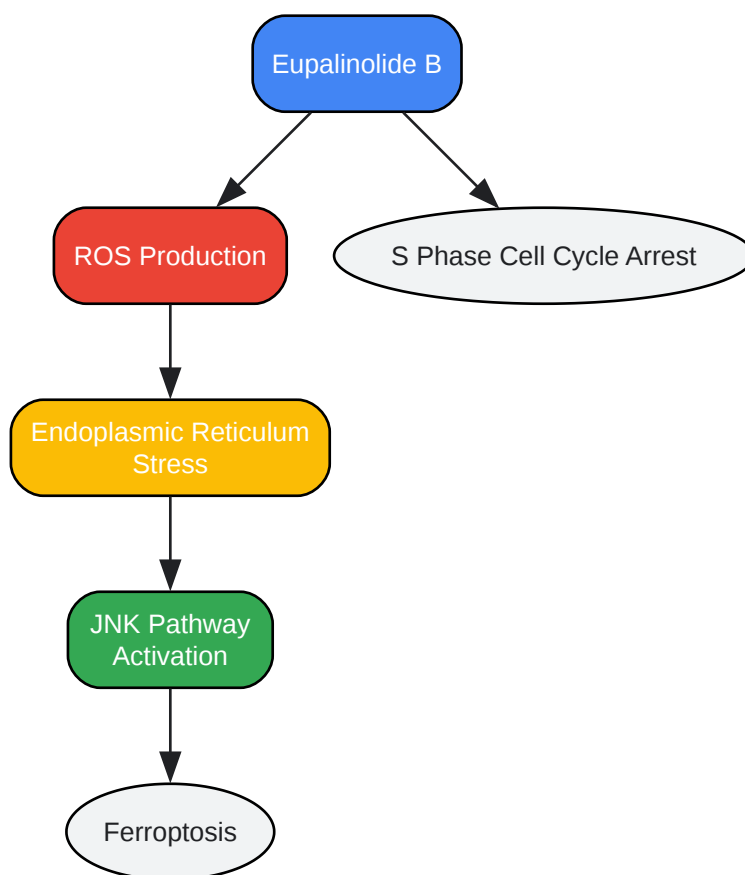 Eupalinolide B
ROS Production
S Phase Cell Cycle Arrest
Endoplasmic Reticulum
Stress
JNK Pathway
Activation
Ferroptosis